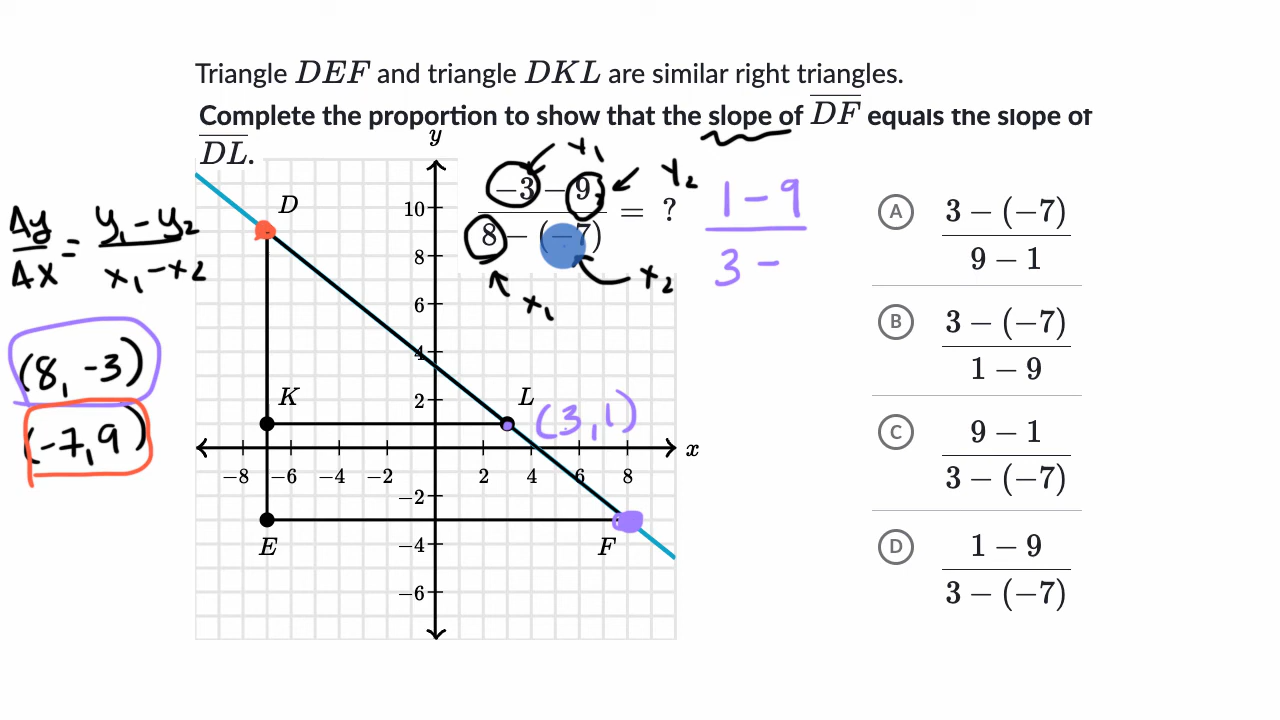 Triangle DEF and triangle DKL are similar right triangles.
Complete the proportion to show that the slope of DF equals the slope of
DL.
y
Δy/Δx = y₁ - y₂ / x₁ - x₂
(8, -3)
(-7, 9)
−3 − 9 / 8 − (−7) = ?
y₁
y₂
x₁
x₂
1 - 9 / 3 -
D
K
L
(3, 1)
E
F
x
10
8
6
4
2
−2
−4
−6
−8 −6 −4 −2 2 4 6 8
A 3 − (−7) / 9 − 1
B 3 − (−7) / 1 − 9
C 9 − 1 / 3 − (−7)
D 1 − 9 / 3 − (−7)